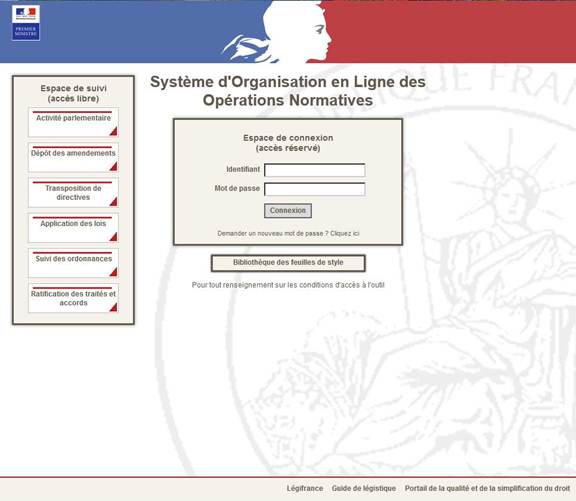 PREMIER
MINISTRE
Espace de suivi
(accès libre)
Activité parlementaire
Dépôt des amendements
Transposition de
directives
Application des lois
Suivi des ordonnances
Ratification des traités et
accords
Système d'Organisation en Ligne des
Opérations Normatives
Espace de connexion
(accès réservé)
Identifiant
Mot de passe
Connexion
Demander un nouveau mot de passe ? Cliquez ici
Bibliothèque des feuilles de style
Pour tout renseignement sur les conditions d'accès à l'outil
Légifrance Guide de légistique Portail de la qualité et de la simplification du droit